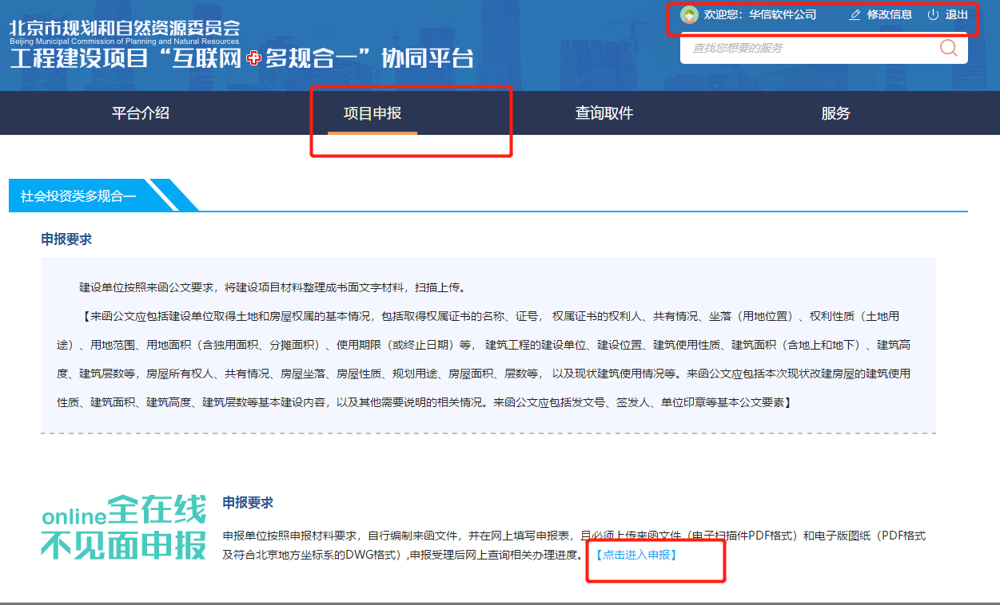 欢迎您：华信软件公司 修改信息 退出
北京市规划和自然资源委员会
Beijing Municipal Commission of Planning and Natural Resources
工程建设项目“互联网+多规合一”协同平台
查找您想要的服务
平台介绍 项目申报 查询取件 服务
社会投资类多规合一
申报要求
建设单位按照来函公文要求，将建设项目材料整理成书面文字材料，扫描上传。
【来函公文应包括建设单位取得土地和房屋权属的基本情况，包括取得权属证书的名称、证号， 权属证书的权利人、共有情况、坐落（用地位置）、权利性质（土地用
途）、用地范围、用地面积（含独用面积、分摊面积）、使用期限（或终止日期）等， 建筑工程的建设单位、建设位置、建筑使用性质、建筑面积（含地上和地下）、建筑高
度、建筑层数等，房屋所有权人、共有情况、房屋坐落、房屋性质、规划用途、房屋面积、层数等， 以及现状建筑使用情况等。来函公文应包括本次现状改建房屋的建筑使用
性质、建筑面积、建筑高度、建筑层数等基本建设内容，以及其他需要说明的相关情况。来函公文应包括发文号、签发人、单位印章等基本公文要素】
online全在线
不见面申报
申报要求
申报单位按照申报材料要求，自行编制来函文件，并在网上填写申报表，且必须上传来函文件（电子扫描件PDF格式）和电子版图纸（PDF格式
及符合北京地方坐标系的DWG格式）,申报受理后网上查询相关办理进度。【点击进入申报】